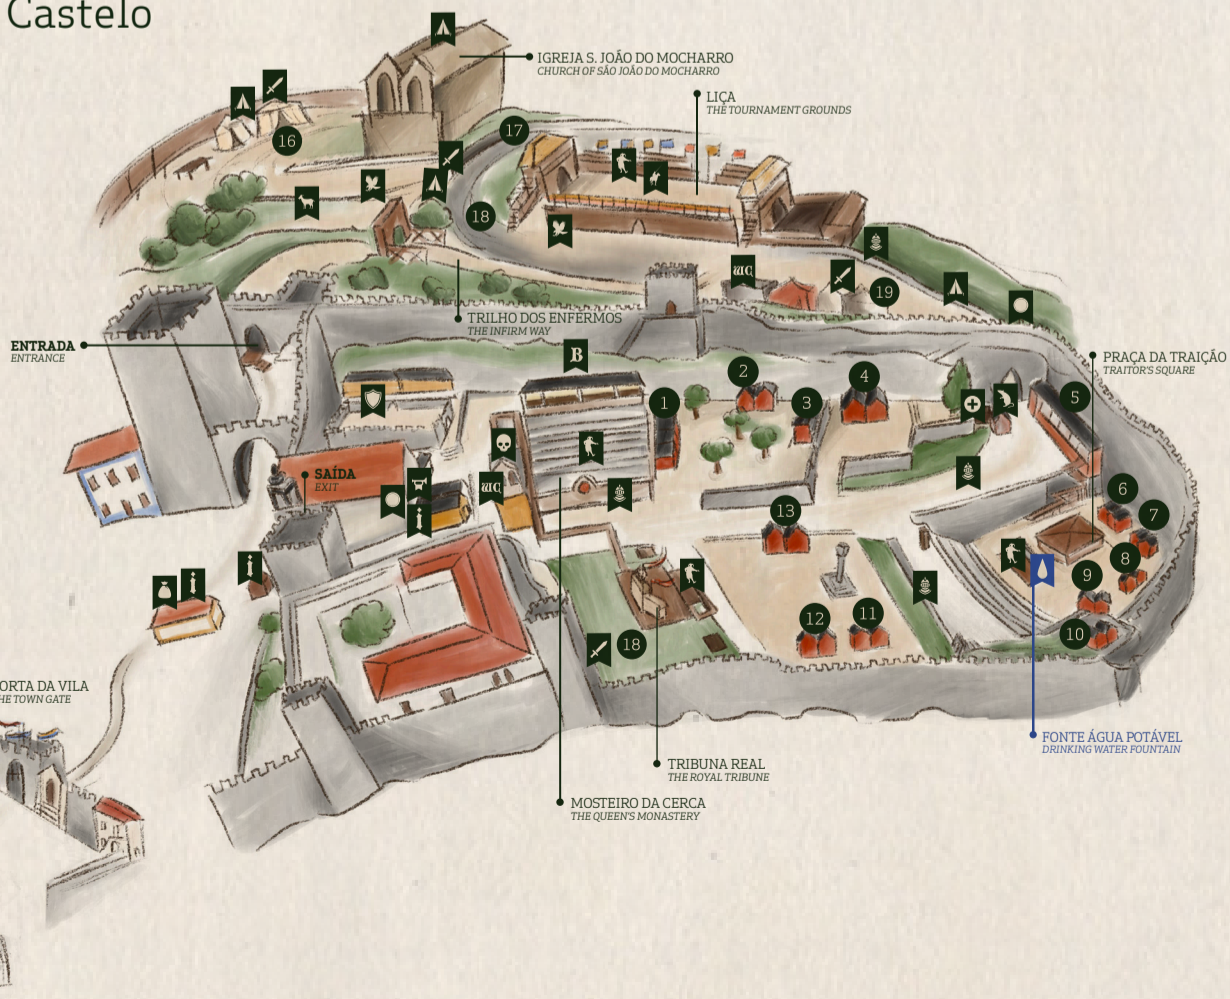 Castelo
IGREJA S. JOÃO DO MOCHARRO
CHURCH OF SÃO JOÃO DO MOCHARRO
LIÇA
THE TOURNAMENT GROUNDS
17
16
18
19
WC
TRILHO DOS ENFERMOS
THE INFIRM WAY
ENTRADA
ENTRANCE
PRAÇA DA TRAIÇÃO
TRAITOR'S SQUARE
B
1
2
3
4
5
SAÍDA
EXIT
WC
6
7
13
8
9
10
11
12
18
ORTA DA VILA
HE TOWN GATE
FONTE ÁGUA POTÁVEL
DRINKING WATER FOUNTAIN
TRIBUNA REAL
THE ROYAL TRIBUNE
MOSTEIRO DA CERCA
THE QUEEN'S MONASTERY